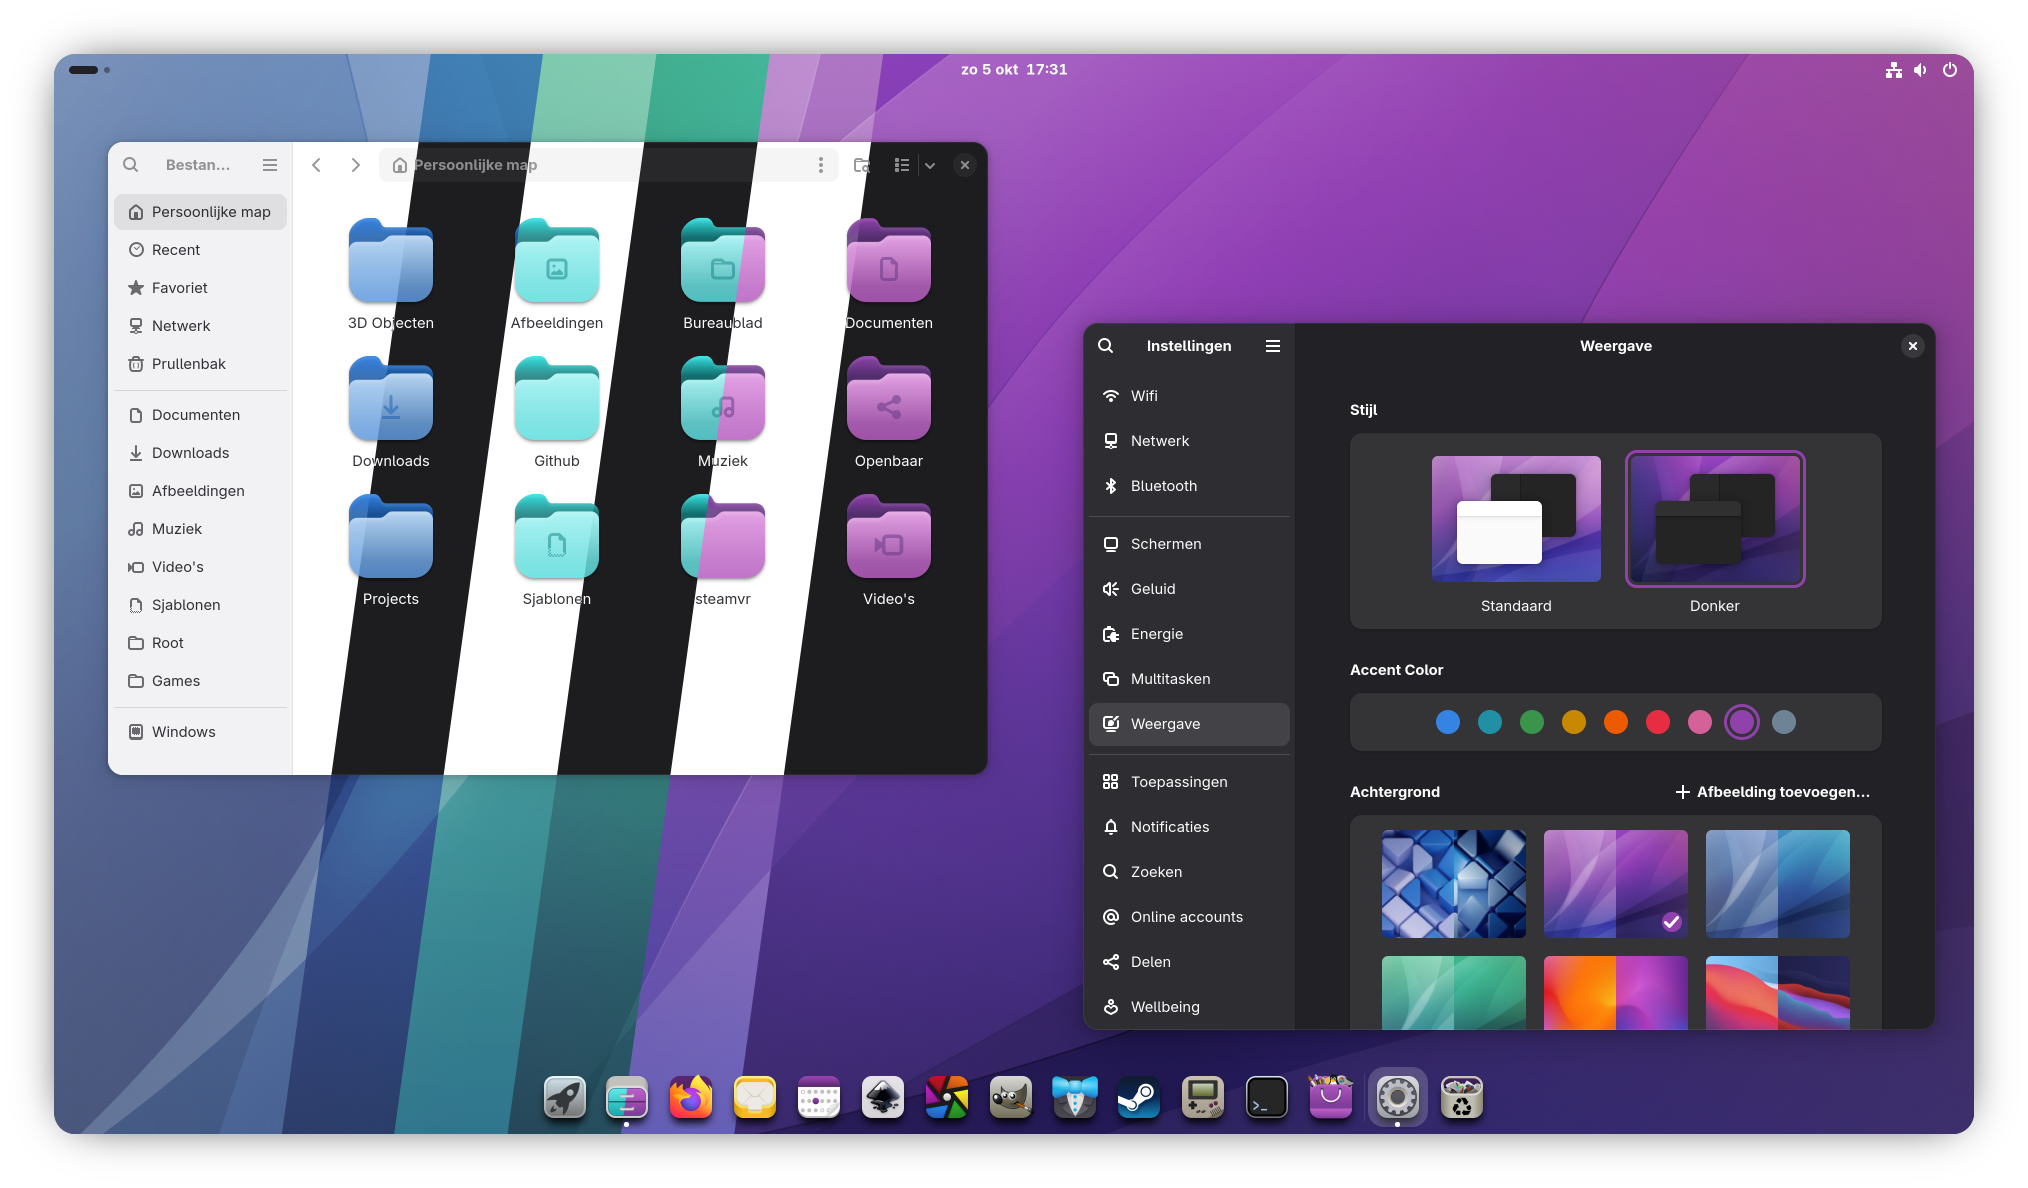 zo 5 okt 17:31
Bestan...
Persoonlijke map
Recent
Favoriet
Netwerk
Prullenbak
Documenten
Downloads
Afbeeldingen
Muziek
Video's
Sjablonen
Root
Games
Windows
Persoonlijke map
3D Objecten
Afbeeldingen
Bureaublad
Documenten
Downloads
Github
Muziek
Openbaar
Projects
Sjablonen
steamvr
Video's
Instellingen
Wifi
Netwerk
Bluetooth
Schermen
Geluid
Energie
Multitasken
Weergave
Toepassingen
Notificaties
Zoeken
Online accounts
Delen
Wellbeing
Weergave
Stijl
Standaard
Donker
Accent Color
Achtergrond
Afbeelding toevoegen...
>_